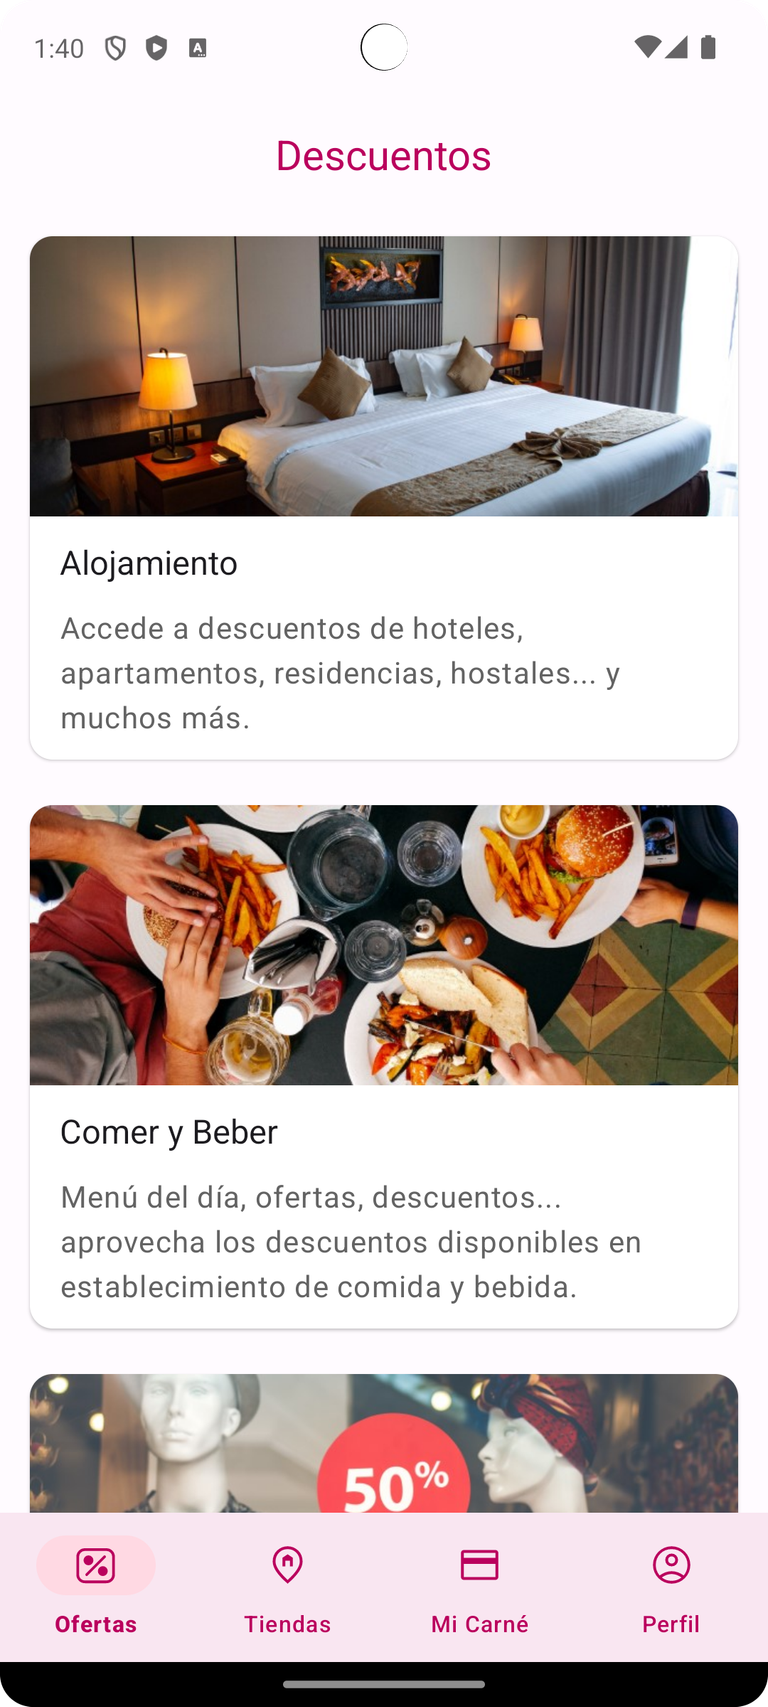 1:40
Descuentos
Alojamiento
Accede a descuentos de hoteles,
apartamentos, residencias, hostales... y
muchos más.
Comer y Beber
Menú del día, ofertas, descuentos...
aprovecha los descuentos disponibles en
establecimiento de comida y bebida.
50%
Ofertas
Tiendas
Mi Carné
Perfil